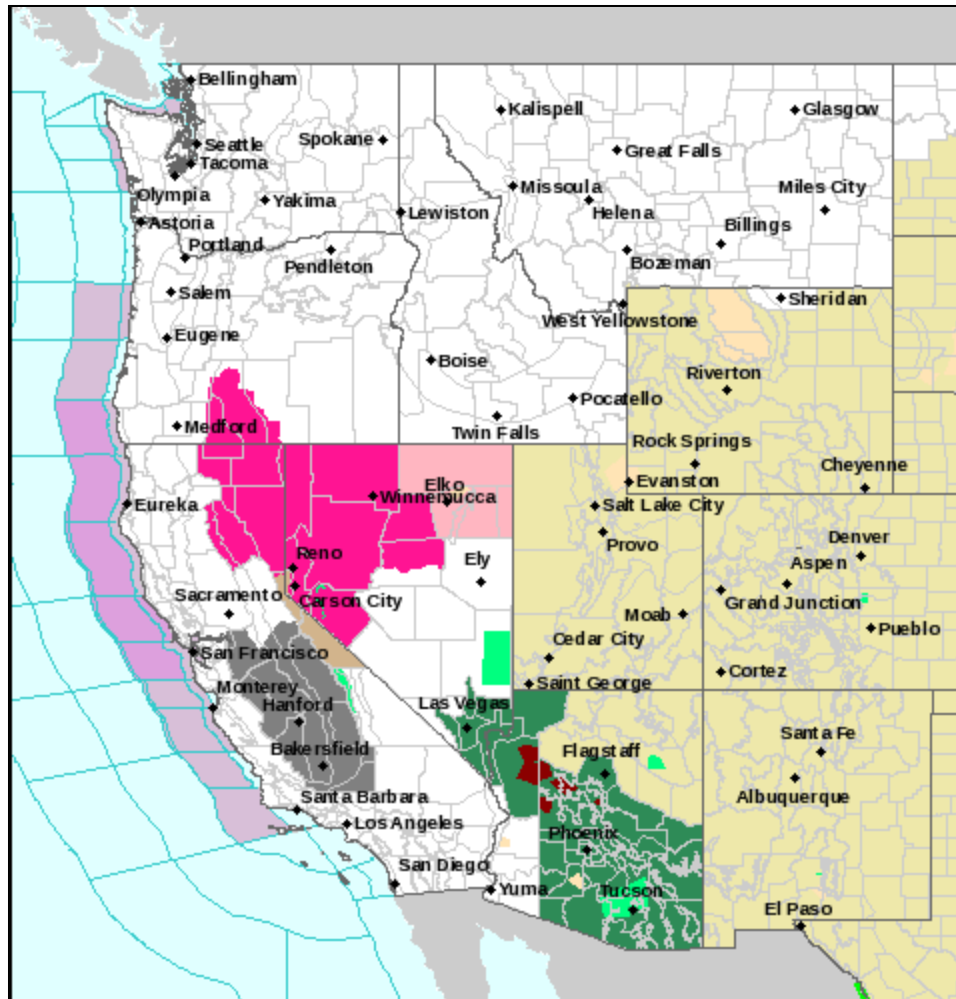 Bellingham
Kalispell
Glasgow
Seattle
Spokane
Great Falls
Tacoma
Missoula
Miles City
Olympia
Yakima
Lewiston
Helena
Astoria
Billings
Portland
Pendleton
Bozeman
Salem
Sheridan
West Yellowstone
Eugene
Boise
Riverton
Pocatello
Medford
Twin Falls
Rock Springs
Cheyenne
Elko
Evanston
Winnemucca
Eureka
Salt Lake City
Denver
Provo
Reno
Ely
Aspen
Sacramento
Carson City
Grand Junction
Moab
Pueblo
Cedar City
San Francisco
Cortez
Saint George
Monterey
Las Vegas
Hanford
Santa Fe
Bakersfield
Flagstaff
Albuquerque
Santa Barbara
Los Angeles
Phoenix
San Diego
Yuma
Tucson
El Paso